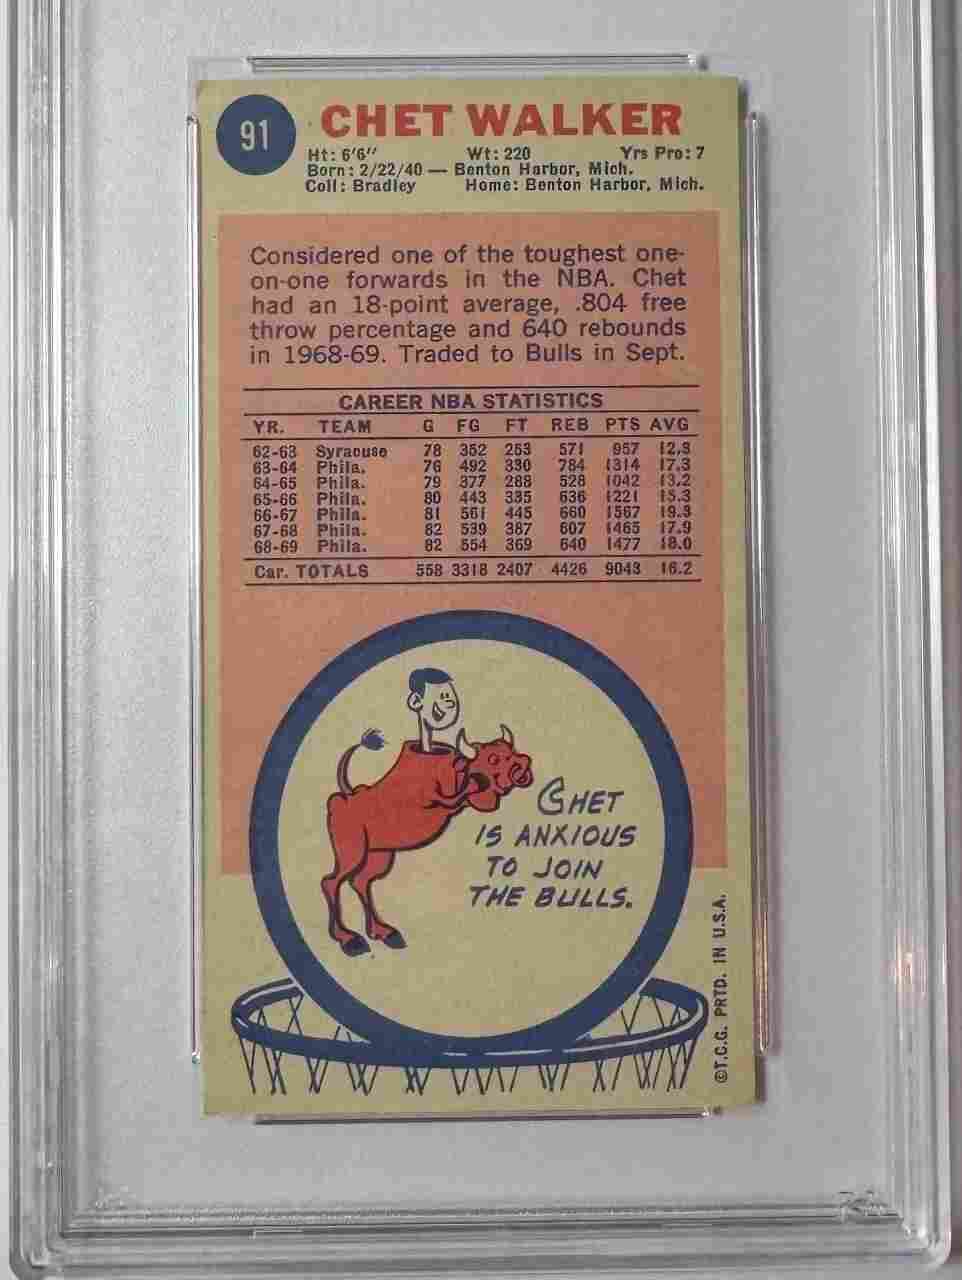 91
CHET WALKER
Ht: 6'6" Wt: 220 Yrs Pro: 7
Born: 2/22/40 — Benton Harbor, Mich.
Coll: Bradley Home: Benton Harbor, Mich.
Considered one of the toughest one-
on-one forwards in the NBA. Chet
had an 18-point average, .804 free
throw percentage and 640 rebounds
in 1968-69. Traded to Bulls in Sept.
CAREER NBA STATISTICS
YR. TEAM G FG FT REB PTS AVG
62-63 Syracuse 78 352 253 571 957 12.3
63-64 Phila. 76 492 330 784 1314 17.3
64-65 Phila. 79 377 288 528 1042 13.2
65-66 Phila. 80 443 335 636 1221 15.3
66-67 Phila. 81 561 445 660 1567 19.3
67-68 Phila. 82 539 387 607 1465 17.9
68-69 Phila. 82 554 369 640 1477 18.0
Car. TOTALS 558 3318 2407 4426 9043 16.2
CHET
IS ANXIOUS
TO JOIN
THE BULLS.
©T.C.G. PRTD. IN U.S.A.